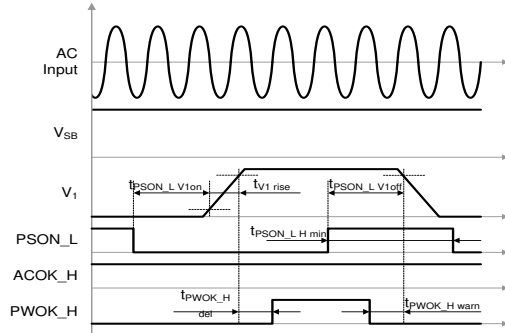 AC
Input
V_SB
t_PSON_L V1on
t_V1 rise
t_PSON_L V1off
V_1
PSON_L
t_PSON_L H min
ACOK_H
t_PWOK_H
del
t_PWOK_H warn
PWOK_H